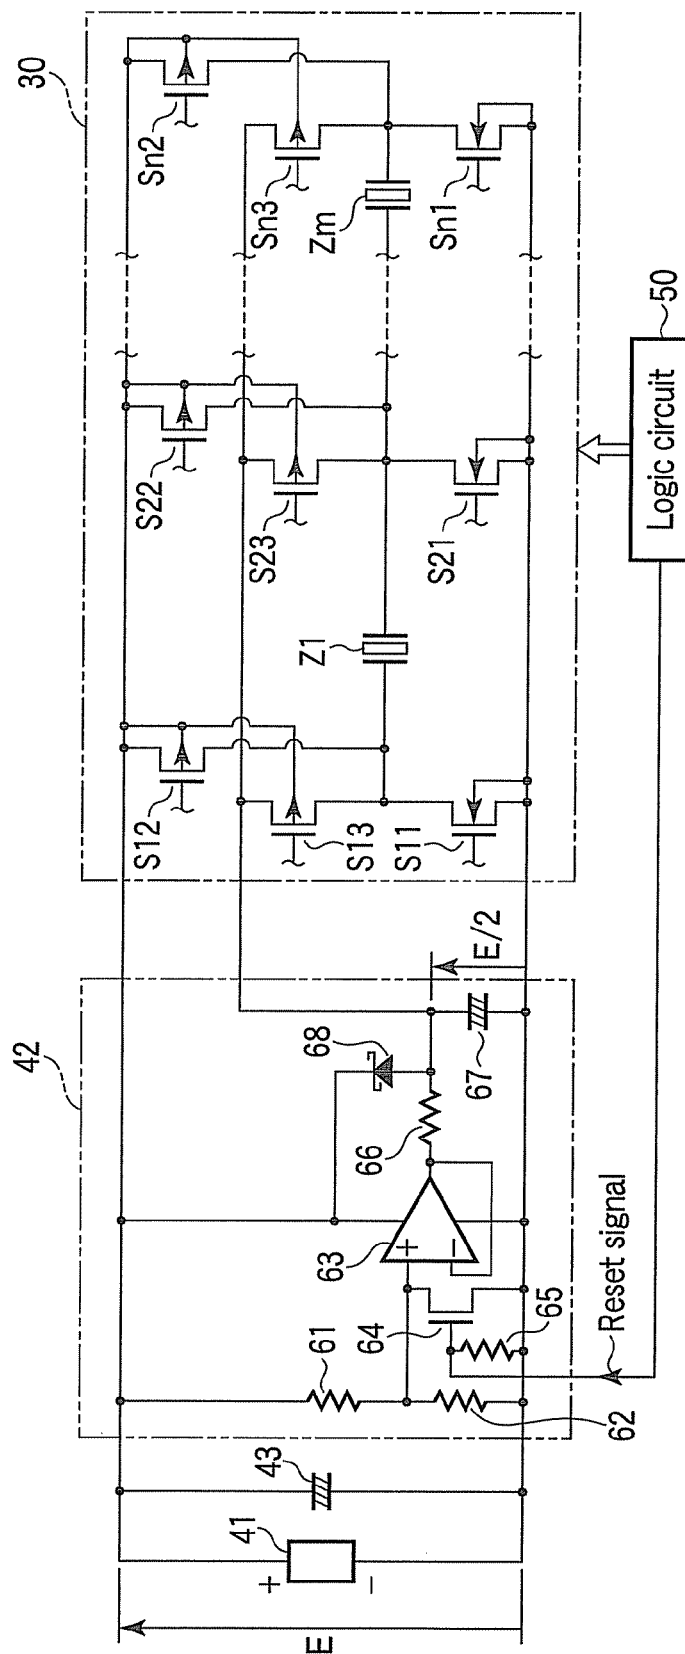 30
42
Sn2
Sn3
Zm
Sn1
S22
S23
S21
Z1
S12
S13
S11
50
Logic circuit
E/2
68
67
66
63
+
−
64
65
61
62
Reset signal
43
41
+
−
E